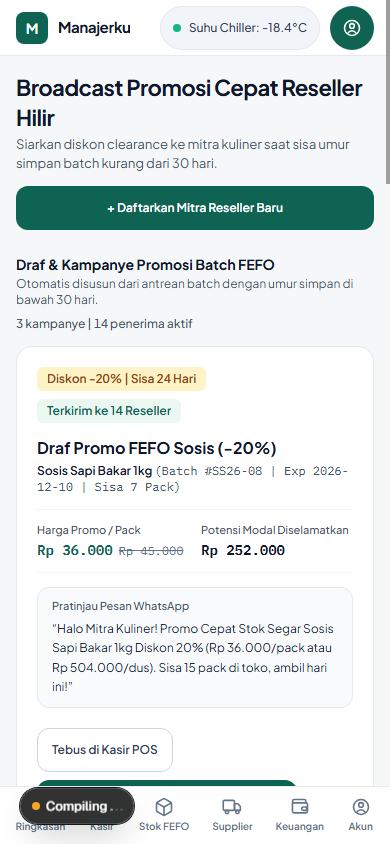 M Manajerku
Suhu Chiller: -18.4°C
Broadcast Promosi Cepat Reseller
Hilir
Siarkan diskon clearance ke mitra kuliner saat sisa umur
simpan batch kurang dari 30 hari.
+ Daftarkan Mitra Reseller Baru
Draf & Kampanye Promosi Batch FEFO
Otomatis disusun dari antrean batch dengan umur simpan di
bawah 30 hari.
3 kampanye | 14 penerima aktif
Diskon -20% | Sisa 24 Hari
Terkirim ke 14 Reseller
Draf Promo FEFO Sosis (-20%)
Sosis Sapi Bakar 1kg (Batch #SS26-08 | Exp 2026-
12-10 | Sisa 7 Pack)
Harga Promo / Pack
Rp 36.000 Rp 45.000
Potensi Modal Diselamatkan
Rp 252.000
Pratinjau Pesan WhatsApp
"Halo Mitra Kuliner! Promo Cepat Stok Segar Sosis
Sapi Bakar 1kg Diskon 20% (Rp 36.000/pack atau
Rp 504.000/dus). Sisa 15 pack di toko, ambil hari
ini!"
Tebus di Kasir POS
Compiling...
Ringkasan Kasir Stok FEFO Supplier Keuangan Akun